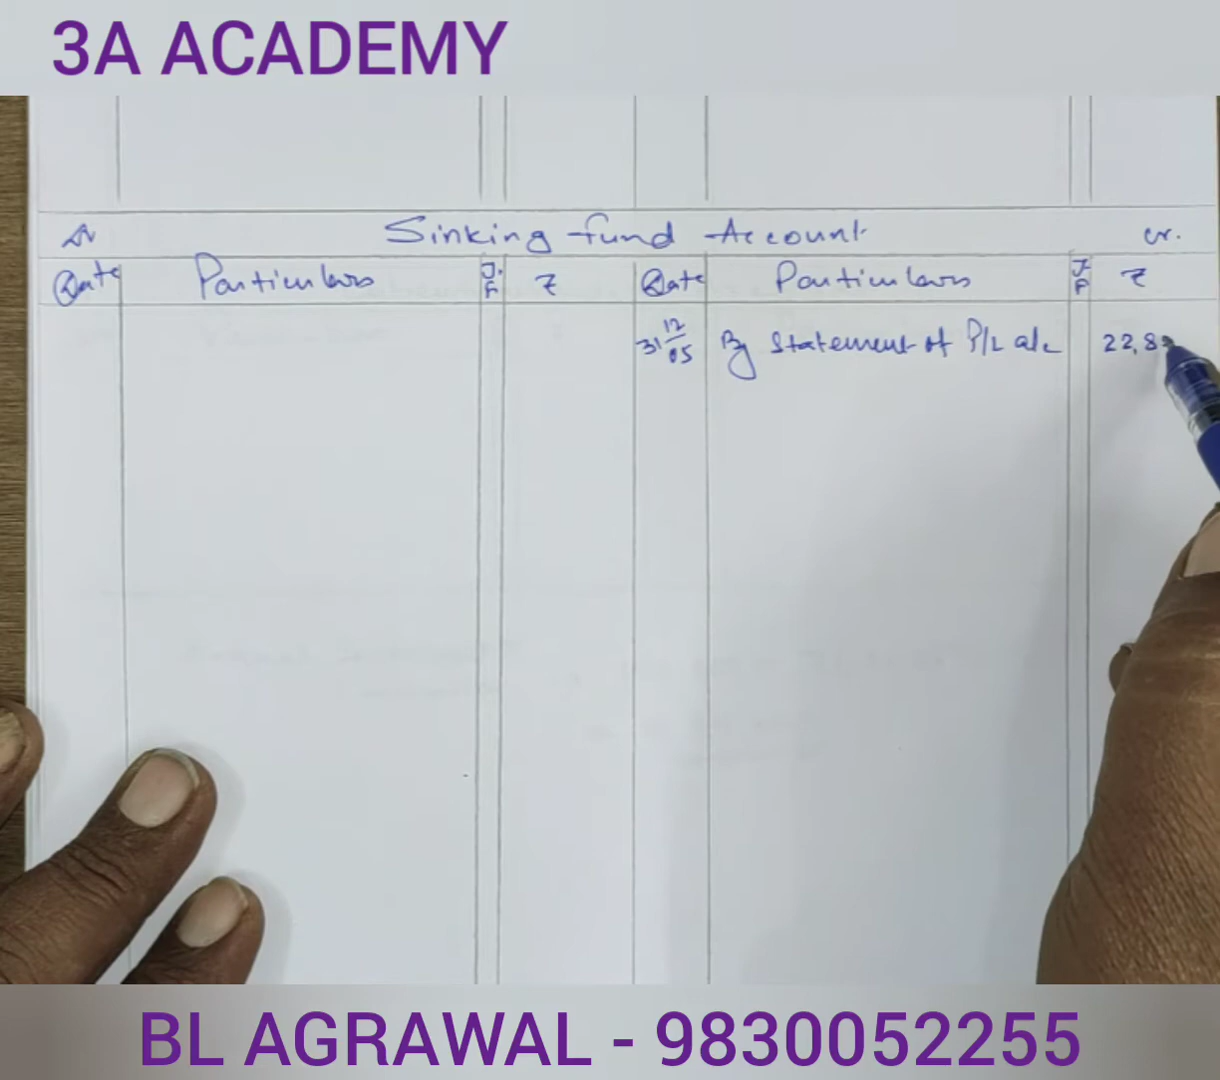 3A ACADEMY
Dr Sinking fund Account cr.
Date Particulars J.F ₹ Date Particulars J.F ₹
31 12/05 By Statement of P/L a/c 22,8
BL AGRAWAL - 9830052255